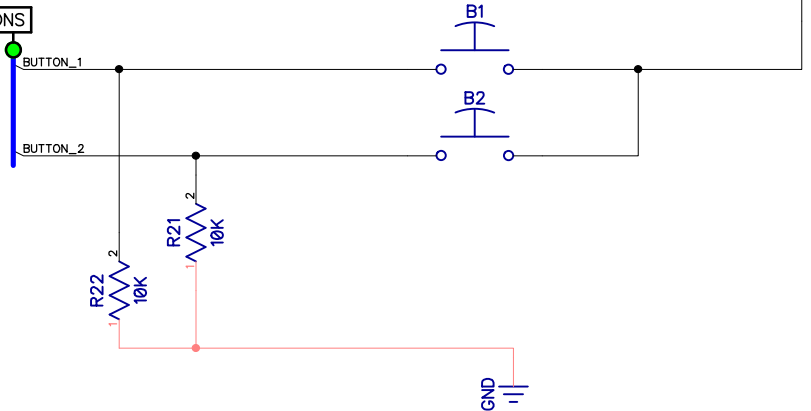 ONS
B1
BUTTON_1
B2
BUTTON_2
2
R21
10K
1
2
R22
10K
1
GND